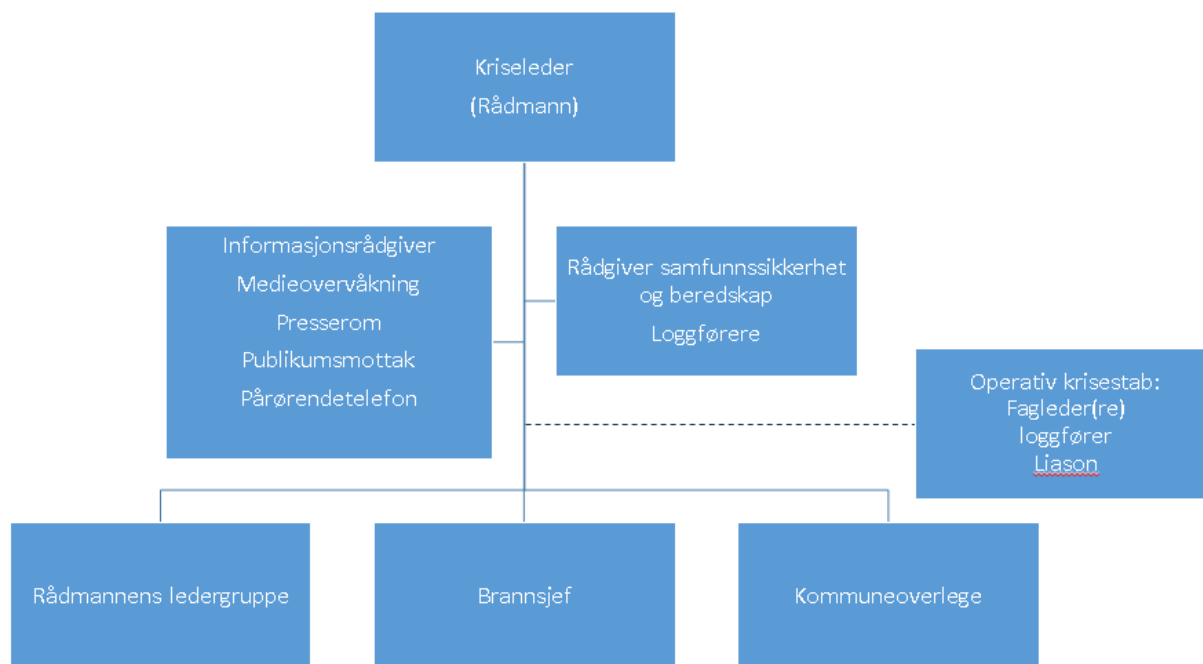 Kriseleder
(Rådmann)
Informasjonsrådgiver
Medieovervåkning
Presserom
Publikumsmottak
Pårørendetelefon
Rådgiver samfunnssikkerhet
og beredskap
Loggførere
Operativ krisestab:
Fagleder(re)
loggfører
Liason
Rådmannens ledergruppe
Brannsjef
Kommuneoverlege